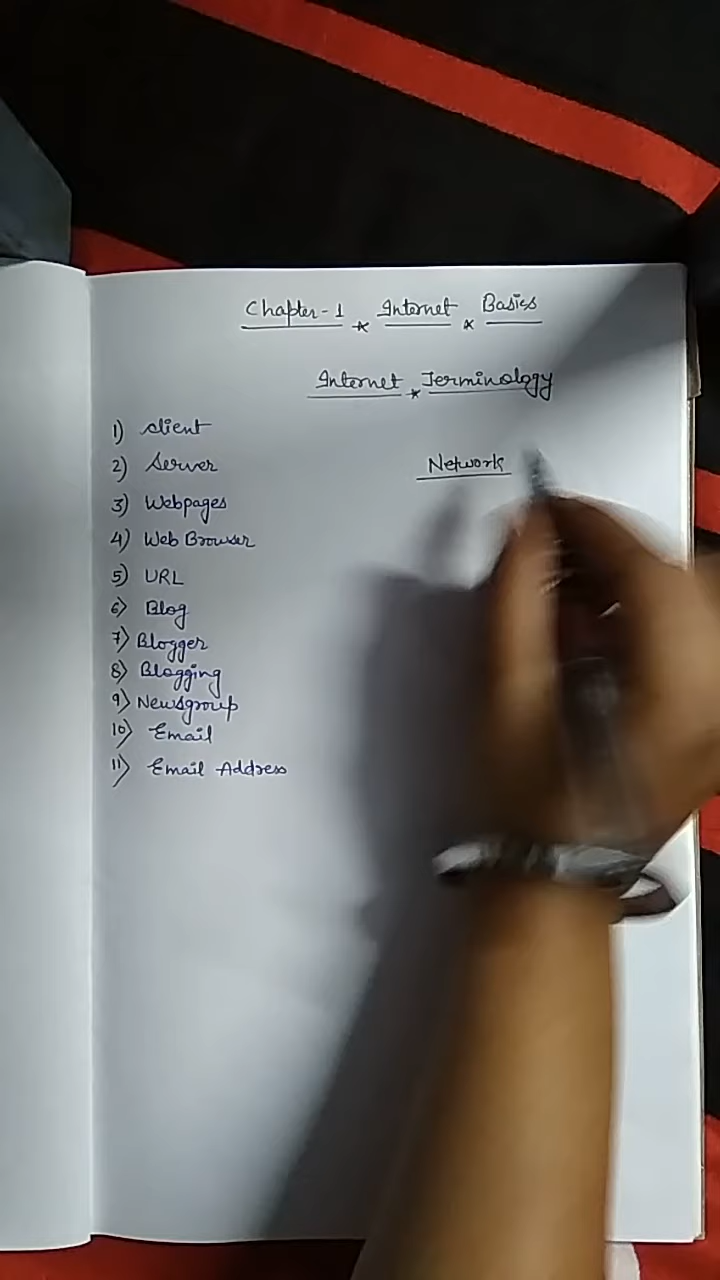 Chapter-1 * Internet * Basics
Internet * Terminology
1) Client
2) Server
3) Webpages
4) Web Browser
5) URL
6) Blog
7) Blogger
8) Blogging
9) Newsgroup
10) Email
11) Email Address
Network